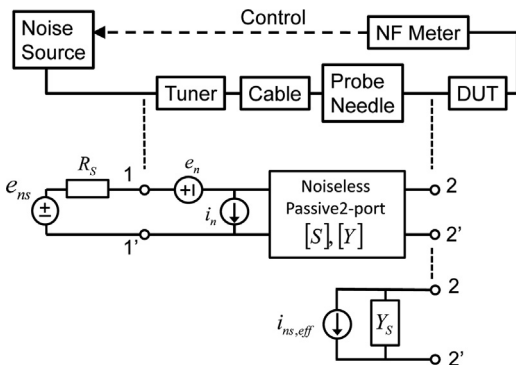 Noise
Source
Control
NF Meter
Tuner
Cable
Probe
Needle
DUT
R_S
1
e_n
e_ns
i_n
Noiseless
Passive2-port
[S],[Y]
2
1'
2'
2
i_ns,eff
Y_S
2'